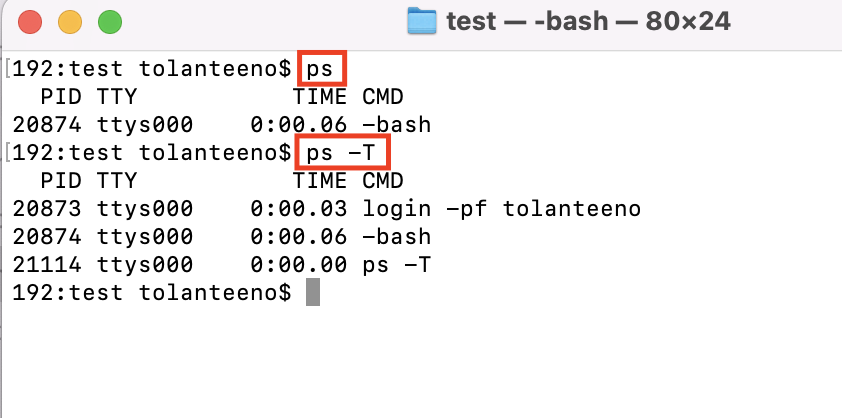 test — -bash — 80×24
[192:test tolanteeno$ ps
  PID TTY           TIME CMD
20874 ttys000    0:00.06 -bash
[192:test tolanteeno$ ps -T
  PID TTY           TIME CMD
20873 ttys000    0:00.03 login -pf tolanteeno
20874 ttys000    0:00.06 -bash
21114 ttys000    0:00.00 ps -T
192:test tolanteeno$